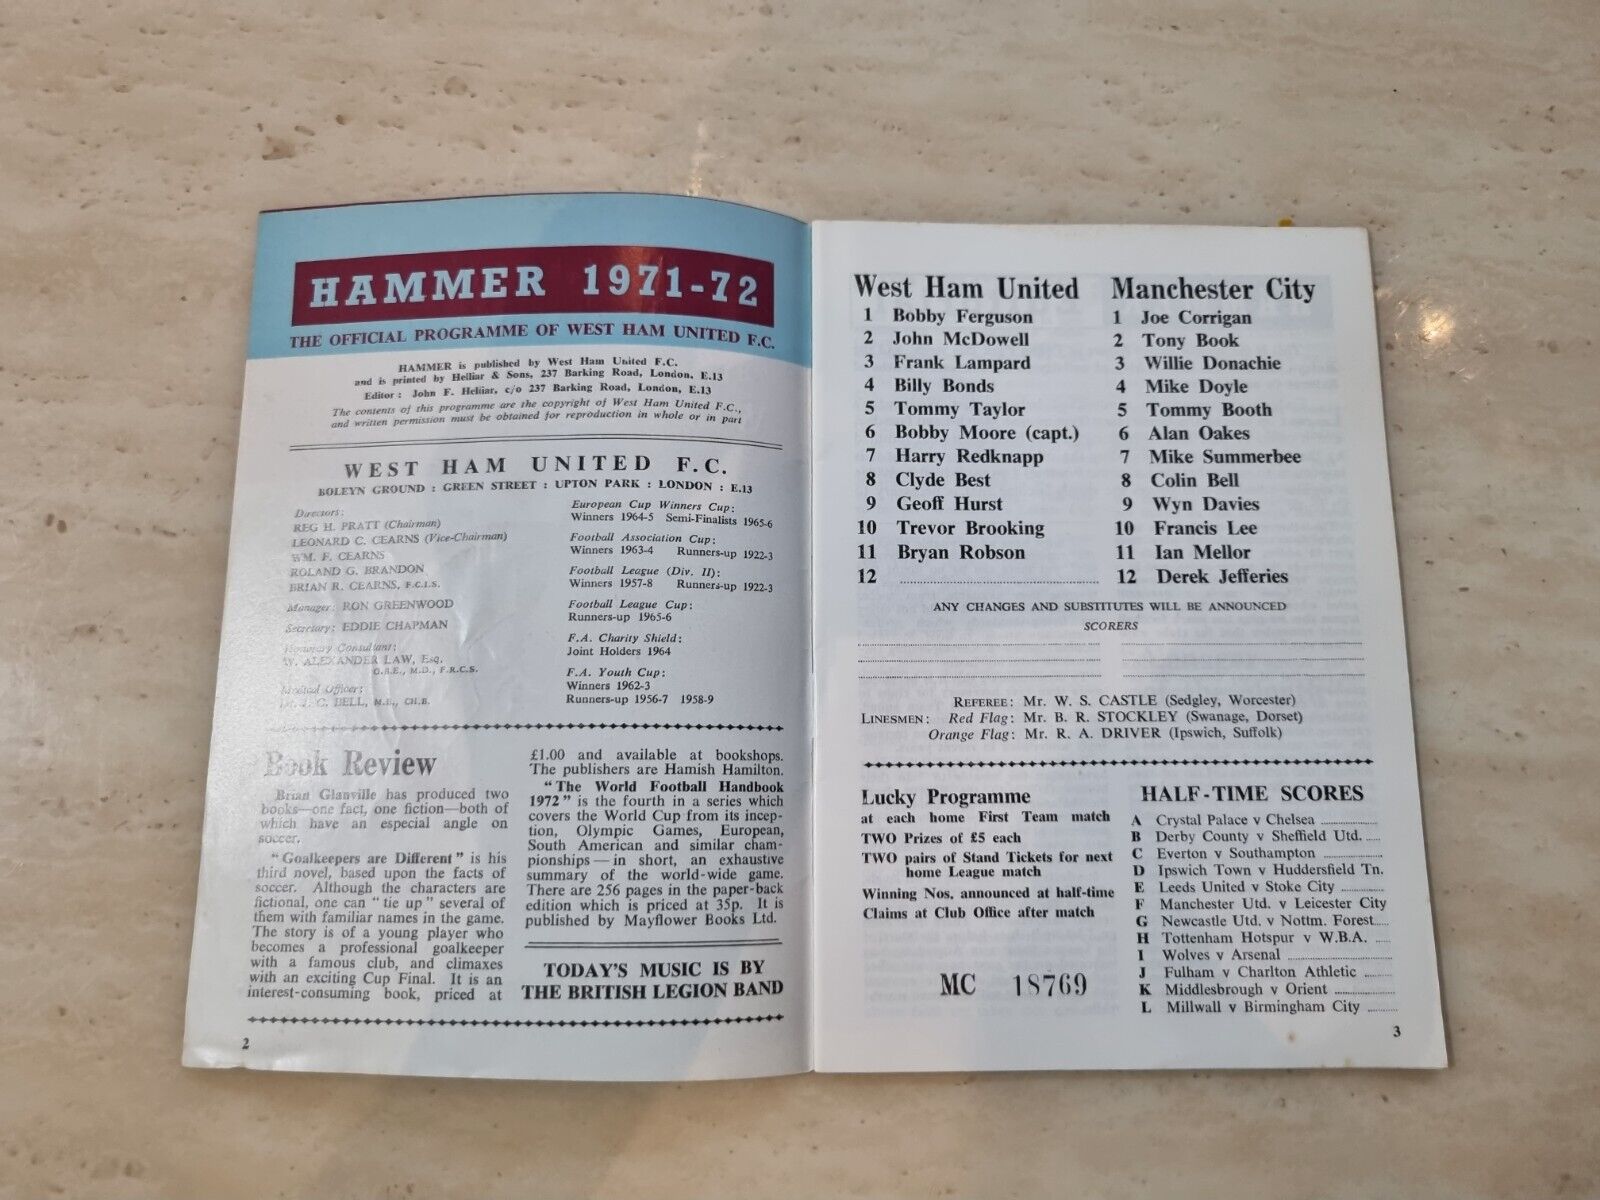 HAMMER 1971-72
THE OFFICIAL PROGRAMME OF WEST HAM UNITED F.C.
HAMMER is published by West Ham United F.C.
and is printed by Helliar & Sons, 237 Barking Road, London, E.13
Editor : John F. Helliar, c/o 237 Barking Road, London, E.13
The contents of this programme are the copyright of West Ham United F.C.,
and written permission must be obtained for reproduction in whole or in part
WEST HAM UNITED F.C.
BOLEYN GROUND : GREEN STREET : UPTON PARK : LONDON : E.13
Directors:
REG H. PRATT (Chairman)
LEONARD C. CEARNS (Vice-Chairman)
WM. F. CEARNS
ROLAND G. BRANDON
BRIAN R. CEARNS, F.C.I.S.
Manager: RON GREENWOOD
Secretary: EDDIE CHAPMAN
Honorary Consultant:
W. ALEXANDER LAW, Esq.
O.B.E., M.D., F.R.C.S.
Medical Officer:
Dr. J. C. BELL, M.B., CH.B.
European Cup Winners Cup:
Winners 1964-5 Semi-Finalists 1965-6
Football Association Cup:
Winners 1963-4 Runners-up 1922-3
Football League (Div. II):
Winners 1957-8 Runners-up 1922-3
Football League Cup:
Runners-up 1965-6
F.A. Charity Shield:
Joint Holders 1964
F.A. Youth Cup:
Winners 1962-3
Runners-up 1956-7 1958-9
Book Review
Brian Glanville has produced two
books—one fact, one fiction—both of
which have an especial angle on
soccer.
"Goalkeepers are Different" is his
third novel, based upon the facts of
soccer. Although the characters are
fictional, one can "tie up" several of
them with familiar names in the game.
The story is of a young player who
becomes a professional goalkeeper
with a famous club, and climaxes
with an exciting Cup Final. It is an
interest-consuming book, priced at
£1.00 and available at bookshops.
The publishers are Hamish Hamilton.
"The World Football Handbook
1972" is the fourth in a series which
covers the World Cup from its incep-
tion, Olympic Games, European,
South American and similar cham-
pionships — in short, an exhaustive
summary of the world-wide game.
There are 256 pages in the paper-back
edition which is priced at 35p. It is
published by Mayflower Books Ltd.
TODAY'S MUSIC IS BY
THE BRITISH LEGION BAND
2
West Ham United
1 Bobby Ferguson
2 John McDowell
3 Frank Lampard
4 Billy Bonds
5 Tommy Taylor
6 Bobby Moore (capt.)
7 Harry Redknapp
8 Clyde Best
9 Geoff Hurst
10 Trevor Brooking
11 Bryan Robson
12
Manchester City
1 Joe Corrigan
2 Tony Book
3 Willie Donachie
4 Mike Doyle
5 Tommy Booth
6 Alan Oakes
7 Mike Summerbee
8 Colin Bell
9 Wyn Davies
10 Francis Lee
11 Ian Mellor
12 Derek Jefferies
ANY CHANGES AND SUBSTITUTES WILL BE ANNOUNCED
SCORERS
REFEREE: Mr. W. S. CASTLE (Sedgley, Worcester)
LINESMEN: Red Flag: Mr. B. R. STOCKLEY (Swanage, Dorset)
Orange Flag: Mr. R. A. DRIVER (Ipswich, Suffolk)
Lucky Programme
at each home First Team match
TWO Prizes of £5 each
TWO pairs of Stand Tickets for next
home League match
Winning Nos. announced at half-time
Claims at Club Office after match
MC 18769
HALF-TIME SCORES
A Crystal Palace v Chelsea
B Derby County v Sheffield Utd.
C Everton v Southampton
D Ipswich Town v Huddersfield Tn.
E Leeds United v Stoke City
F Manchester Utd. v Leicester City
G Newcastle Utd. v Nottm. Forest
H Tottenham Hotspur v W.B.A.
I Wolves v Arsenal
J Fulham v Charlton Athletic
K Middlesbrough v Orient
L Millwall v Birmingham City
3